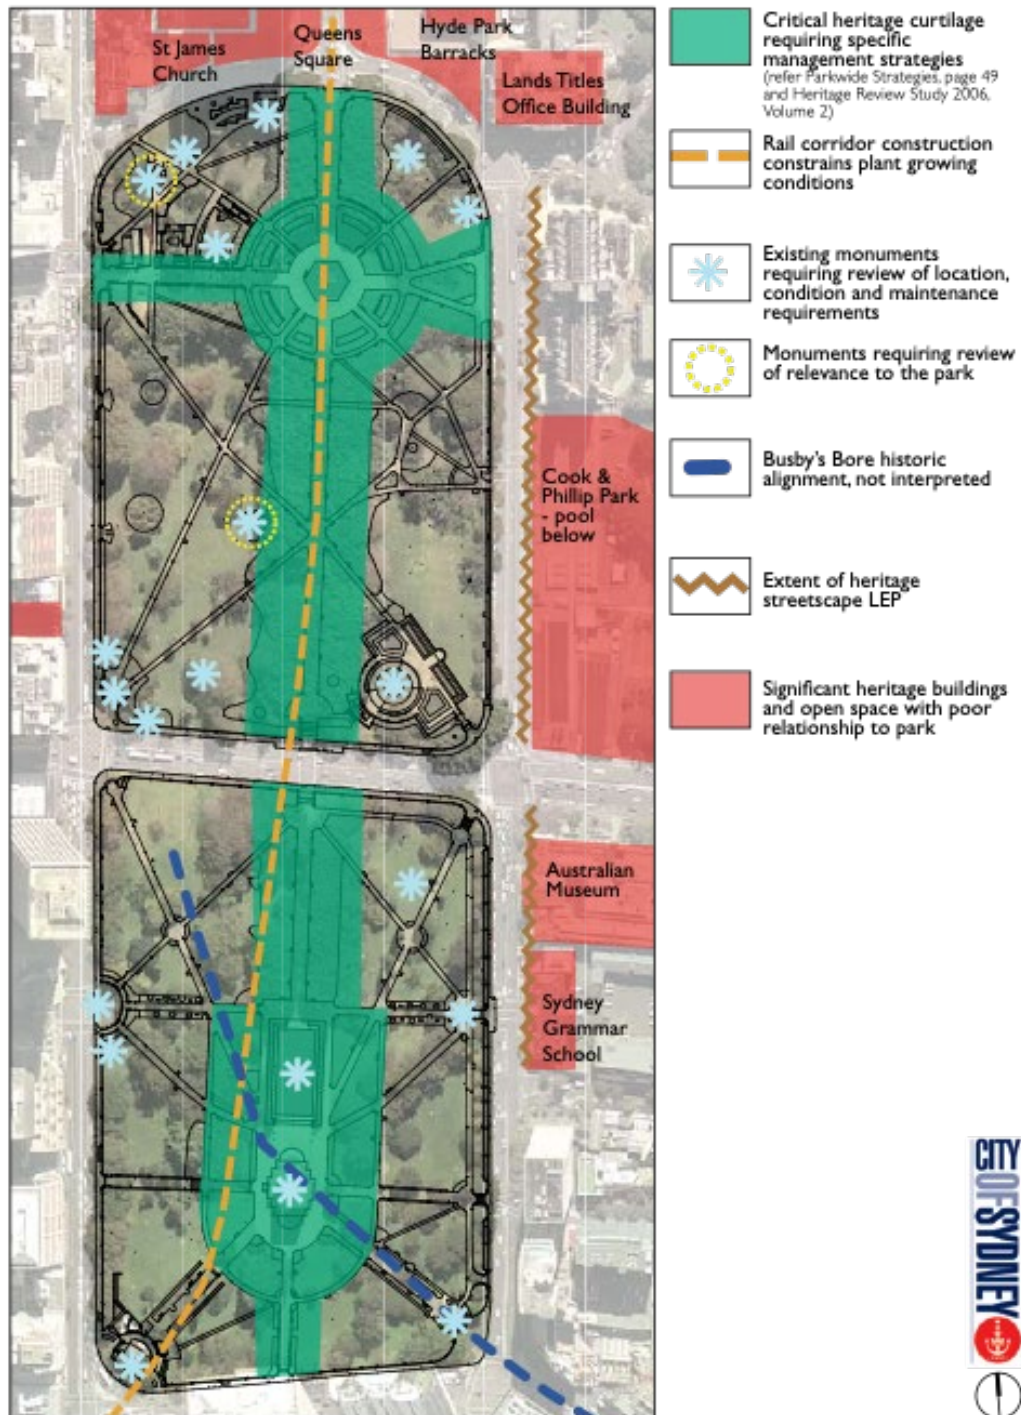 St James
Church
Queens
Square
Hyde Park
Barracks
Lands Titles
Office Building
Cook &
Phillip Park
- pool
below
Australian
Museum
Sydney
Grammar
School
Critical heritage curtilage
requiring specific
management strategies
(refer Parkwide Strategies, page 49
and Heritage Review Study 2006,
Volume 2)
Rail corridor construction
constrains plant growing
conditions
Existing monuments
requiring review of location,
condition and maintenance
requirements
Monuments requiring review
of relevance to the park
Busby's Bore historic
alignment, not interpreted
Extent of heritage
streetscape LEP
Significant heritage buildings
and open space with poor
relationship to park
CITYOFSYDNEY